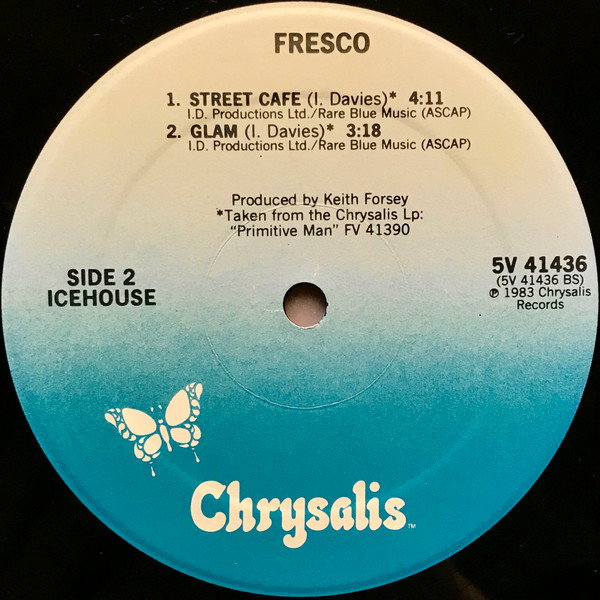 FRESCO
1. STREET CAFE (I. Davies)* 4:11
I.D. Productions Ltd./Rare Blue Music (ASCAP)
2. GLAM (I. Davies)* 3:18
I.D. Productions Ltd./Rare Blue Music (ASCAP)
Produced by Keith Forsey
*Taken from the Chrysalis Lp:
"Primitive Man" FV 41390
SIDE 2
ICEHOUSE
5V 41436
(5V 41436 BS)
℗ 1983 Chrysalis
Records
Chrysalis™